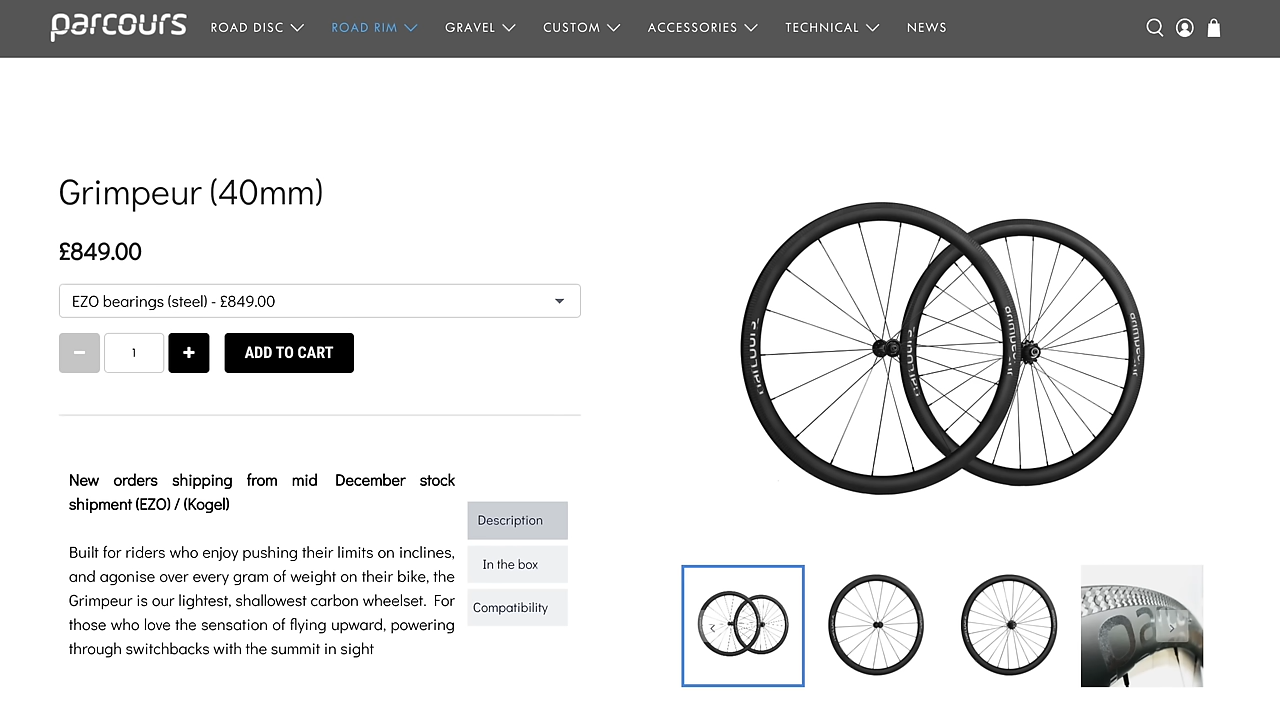 parcours ROAD DISC ROAD RIM GRAVEL CUSTOM ACCESSORIES TECHNICAL NEWS
Grimpeur (40mm)
£849.00
EZO bearings (steel) - £849.00
1
ADD TO CART
New orders shipping from mid December stock
shipment (EZO) / (Kogel)
Built for riders who enjoy pushing their limits on inclines,
and agonise over every gram of weight on their bike, the
Grimpeur is our lightest, shallowest carbon wheelset. For
those who love the sensation of flying upward, powering
through switchbacks with the summit in sight
Description
In the box
Compatibility
parcours
grimpeur
parcours
grimpeur